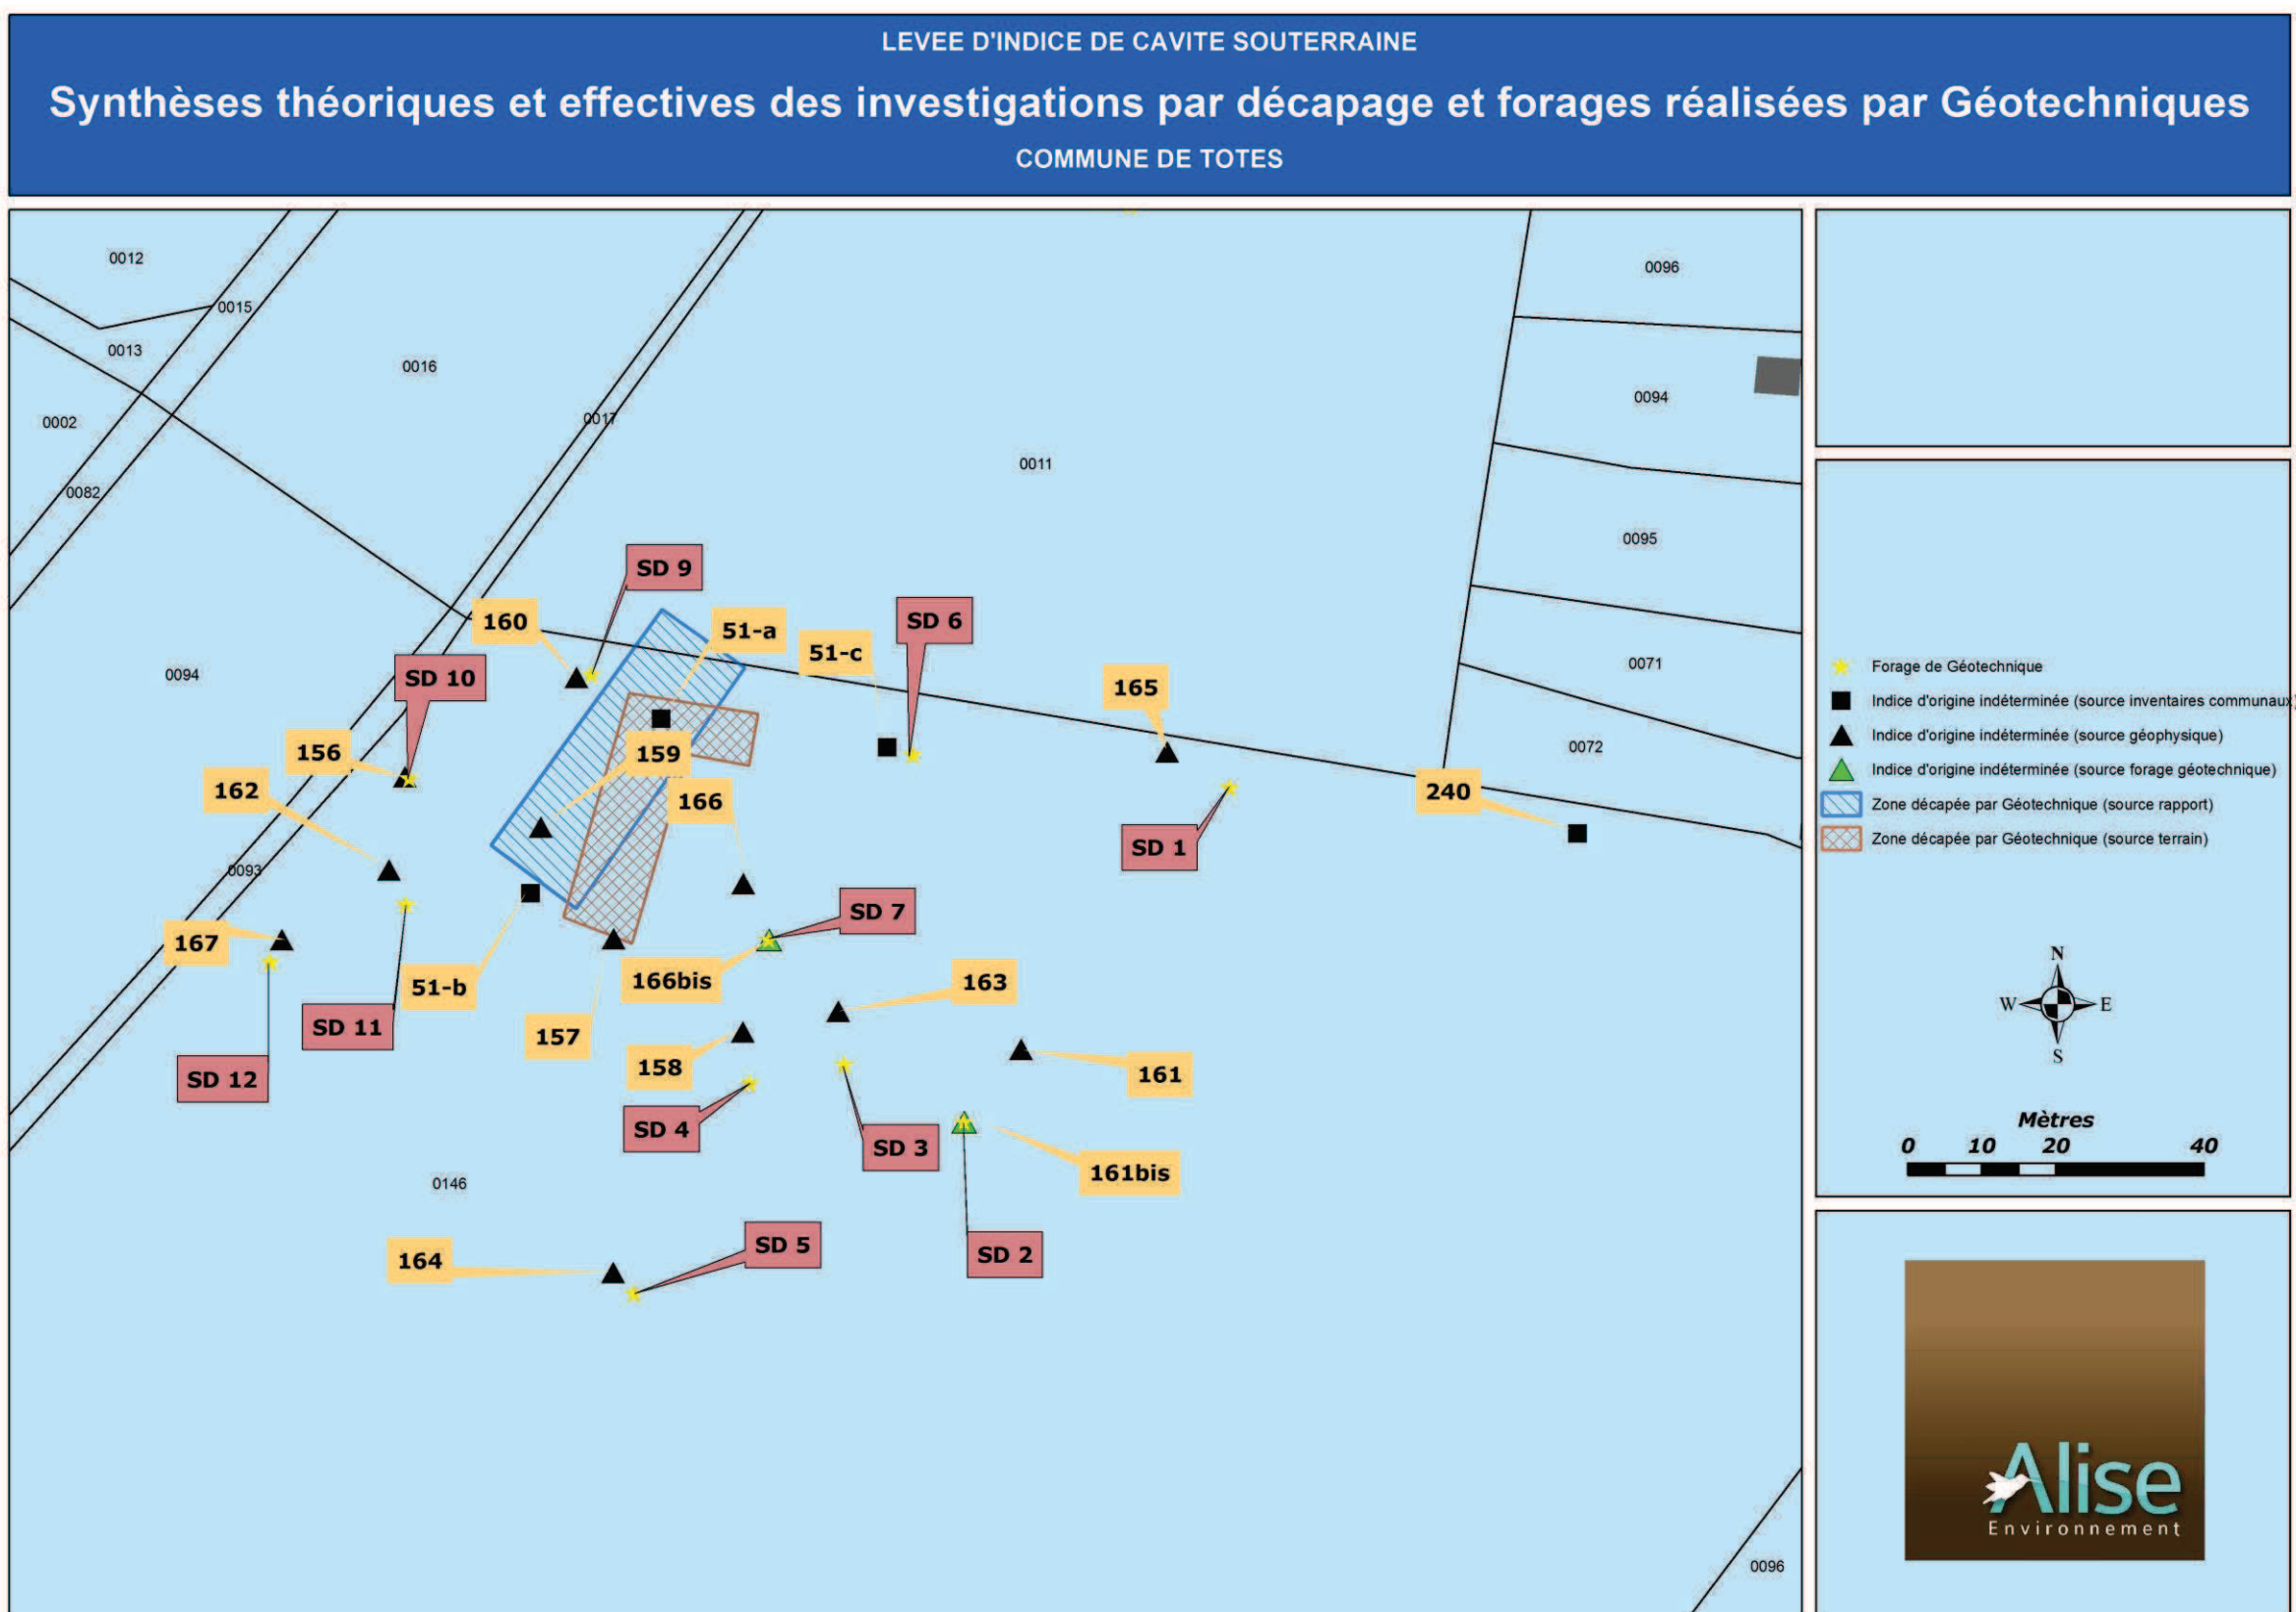 LEVEE D'INDICE DE CAVITE SOUTERRAINE
Synthèses théoriques et effectives des investigations par décapage et forages réalisées par Géotechniques
COMMUNE DE TOTES
0012
0096
0015
0013
0016
0094
0002
0017
0011
0082
0095
SD 9
160
SD 6
51-a
51-c
0071
0094
SD 10
165
0072
156
159
162
166
240
SD 1
0093
SD 7
167
166bis
163
51-b
SD 11
157
158
161
SD 12
SD 4
SD 3
161bis
0146
SD 5
SD 2
164
0096
Forage de Géotechnique
Indice d'origine indéterminée (source inventaires communaux)
Indice d'origine indéterminée (source géophysique)
Indice d'origine indéterminée (source forage géotechnique)
Zone décapée par Géotechnique (source rapport)
Zone décapée par Géotechnique (source terrain)
N
W E
S
Mètres
0 10 20 40
Alise
Environnement